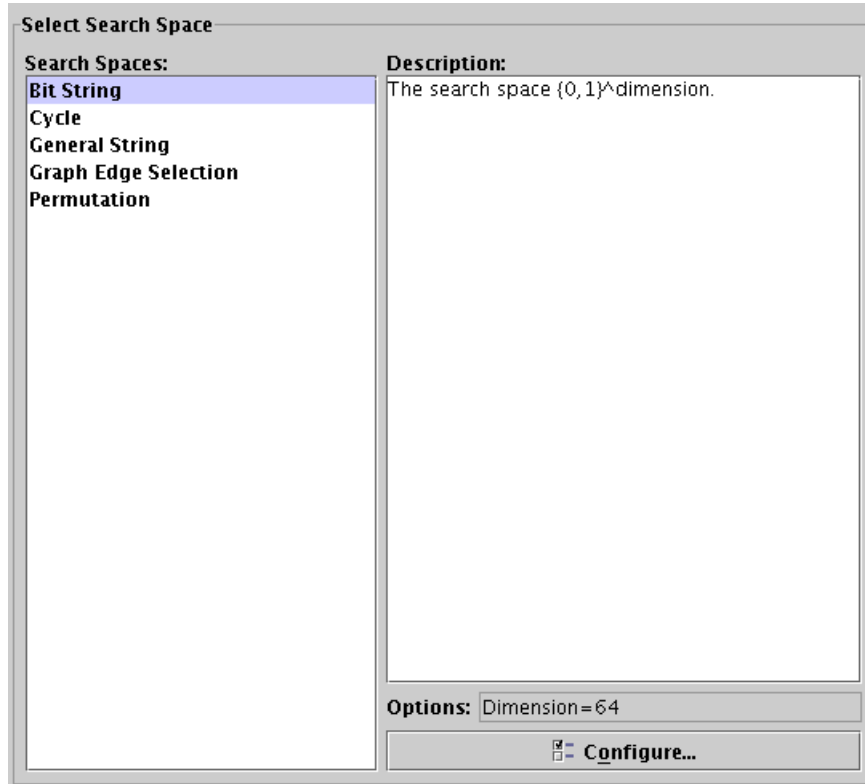 Select Search Space
Search Spaces:
Bit String
Cycle
General String
Graph Edge Selection
Permutation
Description:
The search space {0,1}^dimension.
Options: Dimension=64
Configure...